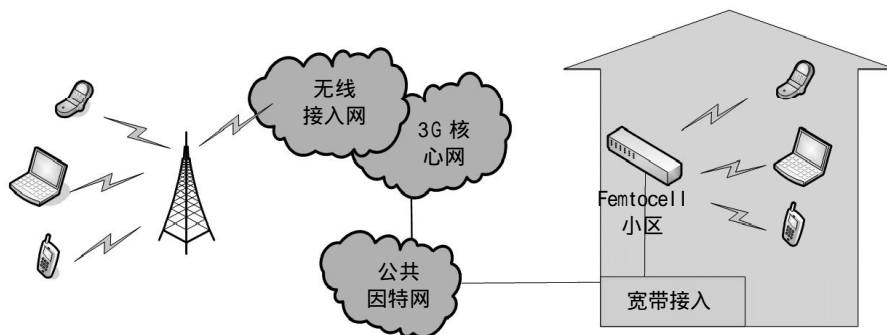 无线
接入网
3G 核
心网
Femtocell
小区
公共
因特网
宽带接入